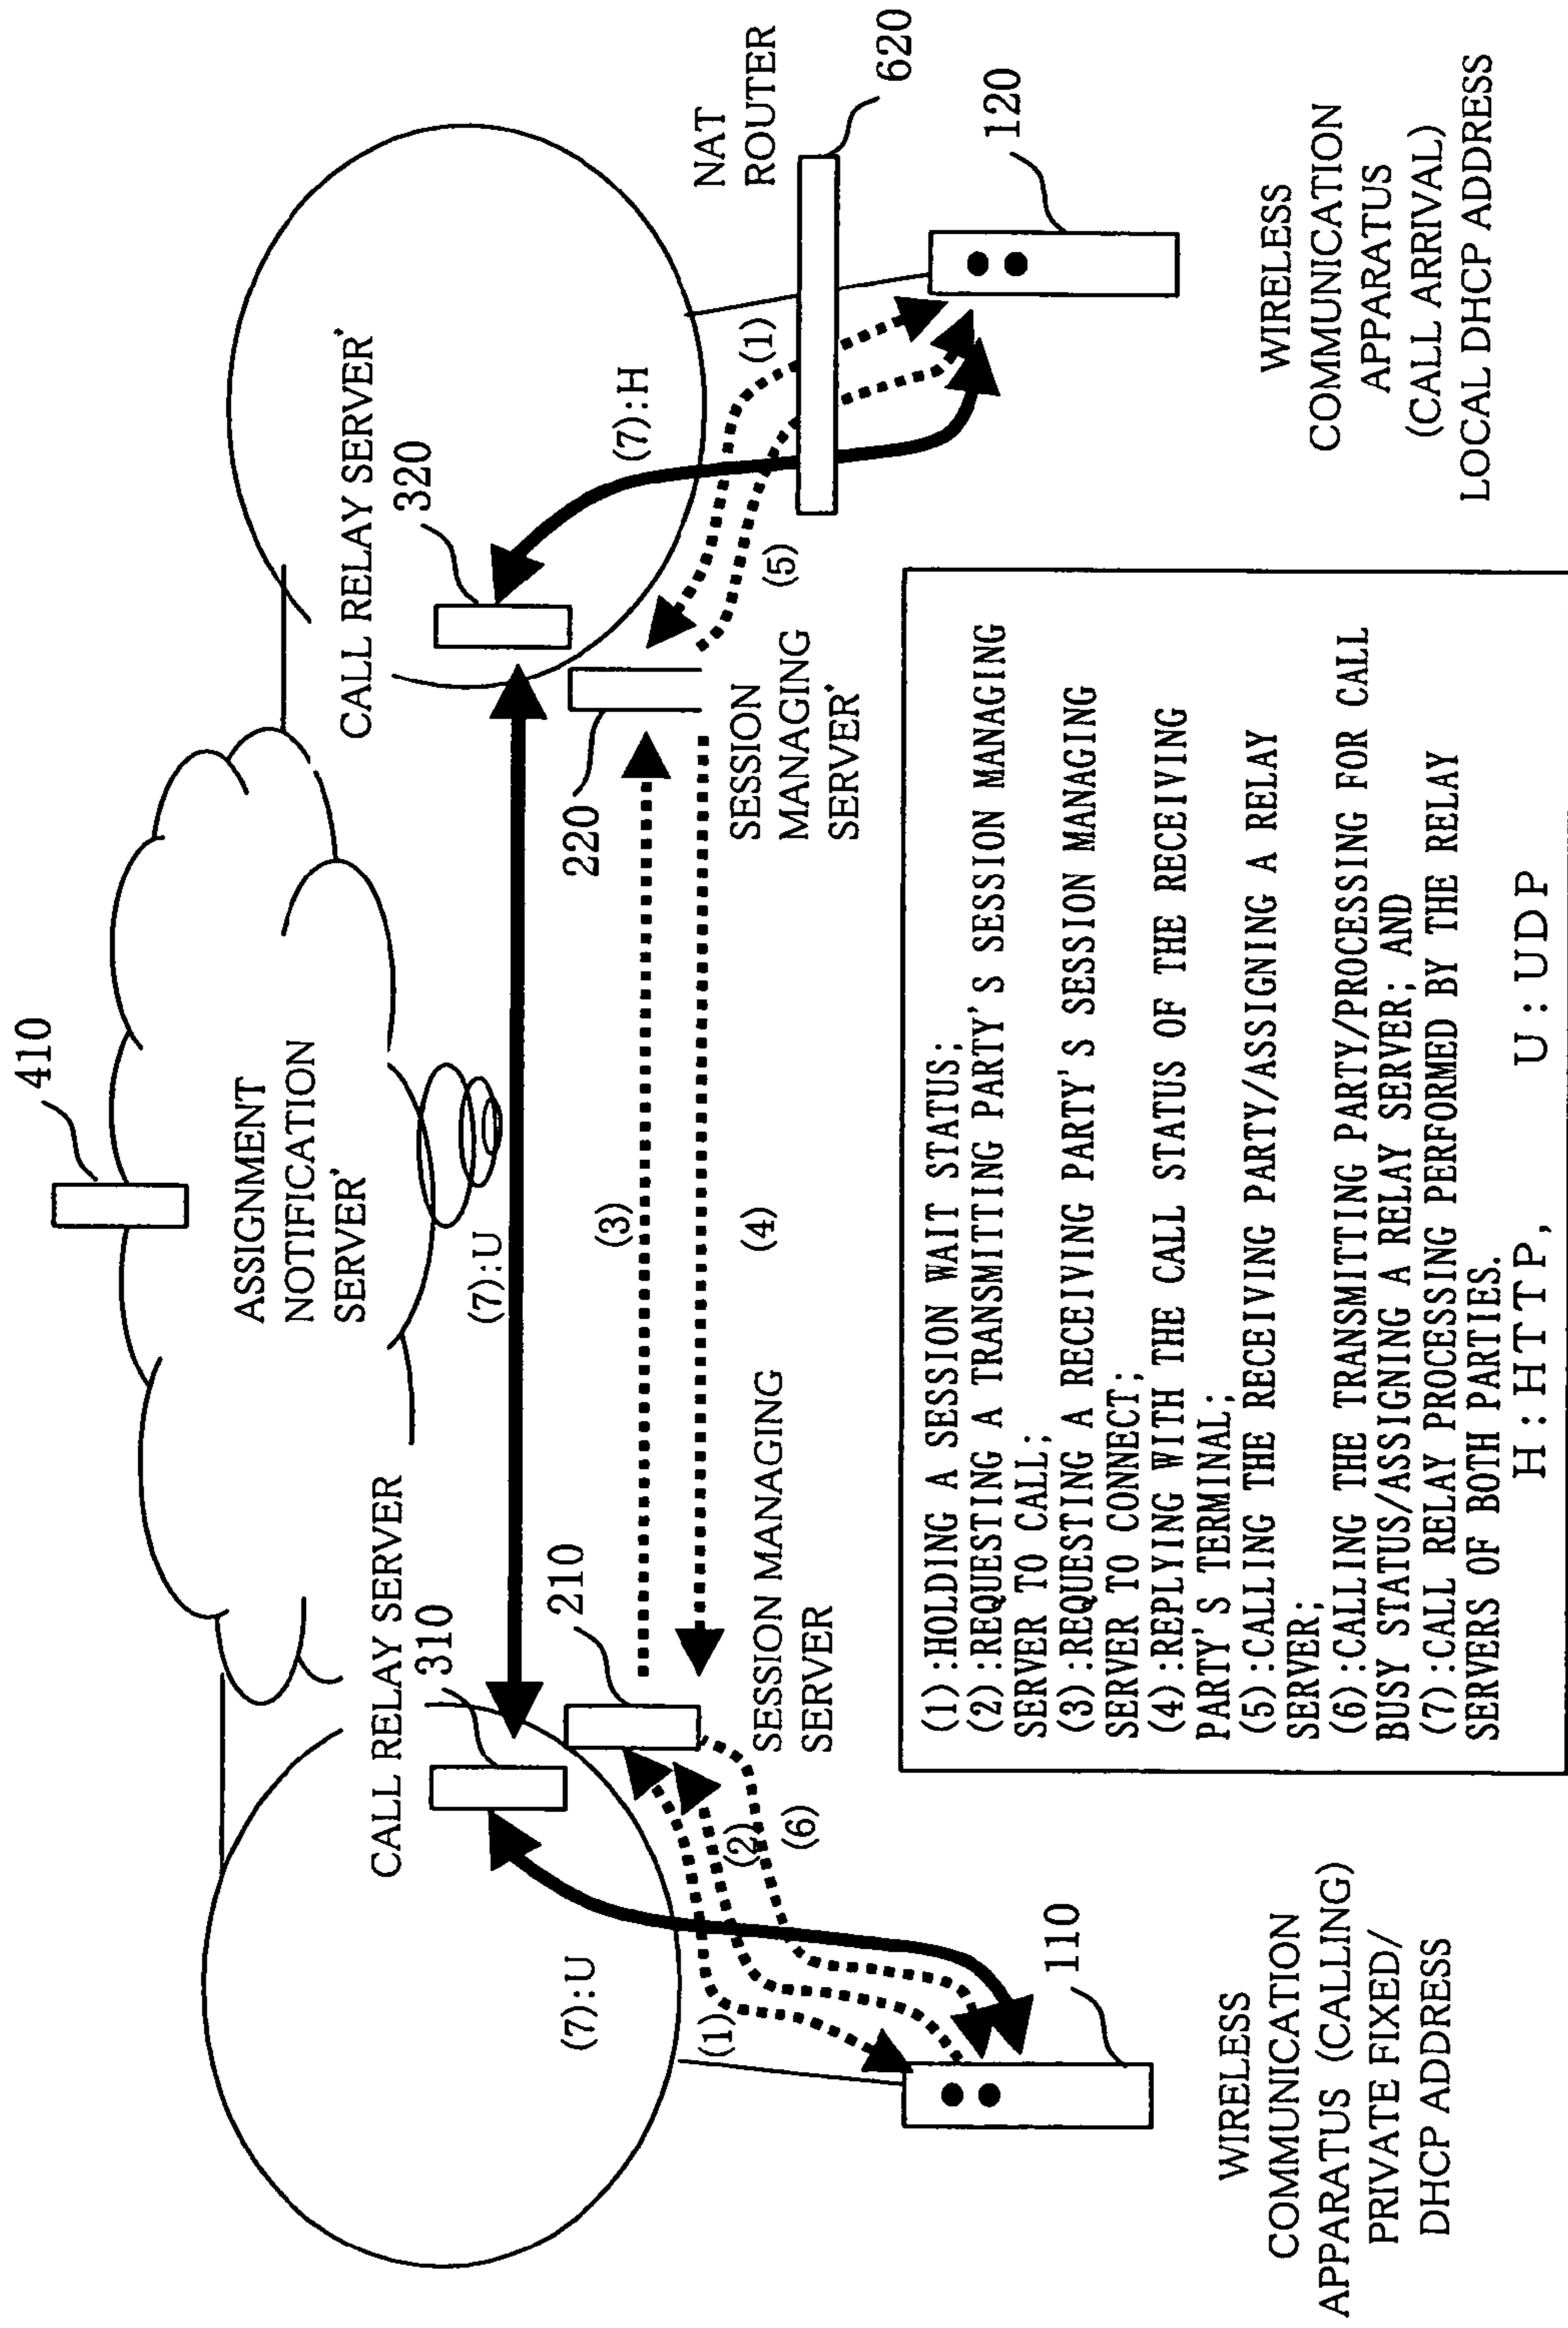 410
ASSIGNMENT
NOTIFICATION
SERVER'
CALL RELAY SERVER
310
CALL RELAY SERVER'
320
(7):U
(7):U
(7):H
210
220
(3)
(4)
SESSION MANAGING
SERVER
SESSION
MANAGING
SERVER'
NAT
ROUTER
620
(1)
(2)
(6)
(1)
(5)
110
120
WIRELESS
COMMUNICATION
APPARATUS (CALLING)
PRIVATE FIXED/
DHCP ADDRESS
(1):HOLDING A SESSION WAIT STATUS;
(2):REQUESTING A TRANSMITTING PARTY'S SESSION MANAGING
SERVER TO CALL;
(3):REQUESTING A RECEIVING PARTY'S SESSION MANAGING
SERVER TO CONNECT;
(4):REPLYING WITH THE CALL STATUS OF THE RECEIVING
PARTY'S TERMINAL;
(5):CALLING THE RECEIVING PARTY/ASSIGNING A RELAY
SERVER;
(6):CALLING THE TRANSMITTING PARTY/PROCESSING FOR CALL
BUSY STATUS/ASSIGNING A RELAY SERVER; AND
(7):CALL RELAY PROCESSING PERFORMED BY THE RELAY
SERVERS OF BOTH PARTIES.
H:HTTP, U:UDP
WIRELESS
COMMUNICATION
APPARATUS
(CALL ARRIVAL)
LOCAL DHCP ADDRESS